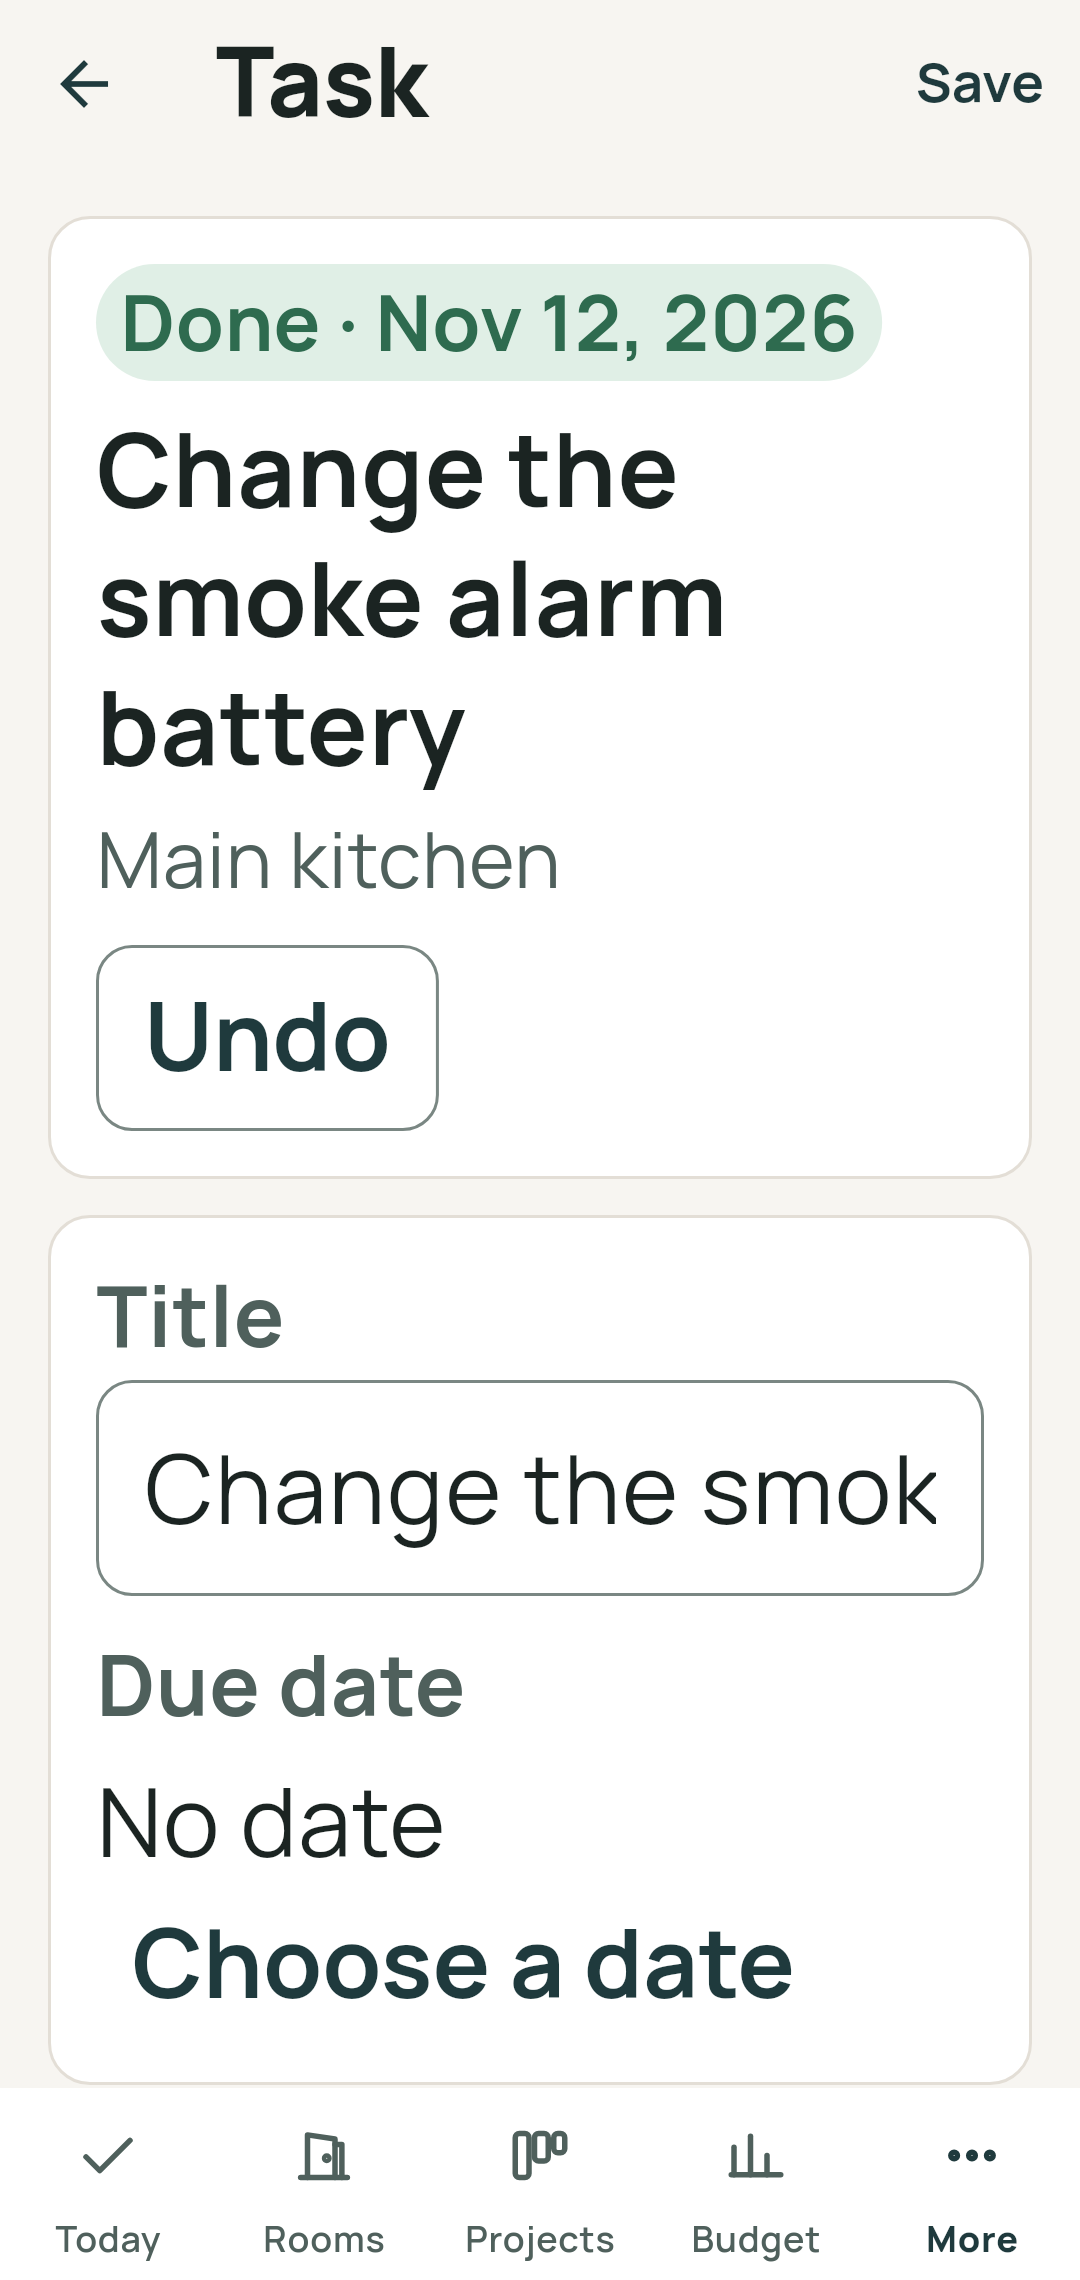 Task
Save
Done · Nov 12, 2026
Change the
smoke alarm
battery
Main kitchen
Undo
Title
Change the smok
Due date
No date
Choose a date
Today
Rooms
Projects
Budget
More